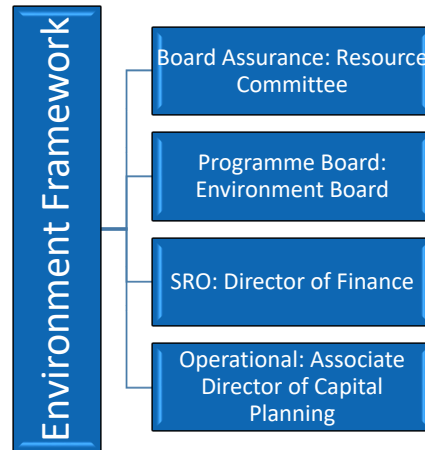 Environment Framework
Board Assurance: Resource
Committee
Programme Board:
Environment Board
SRO: Director of Finance
Operational: Associate
Director of Capital
Planning